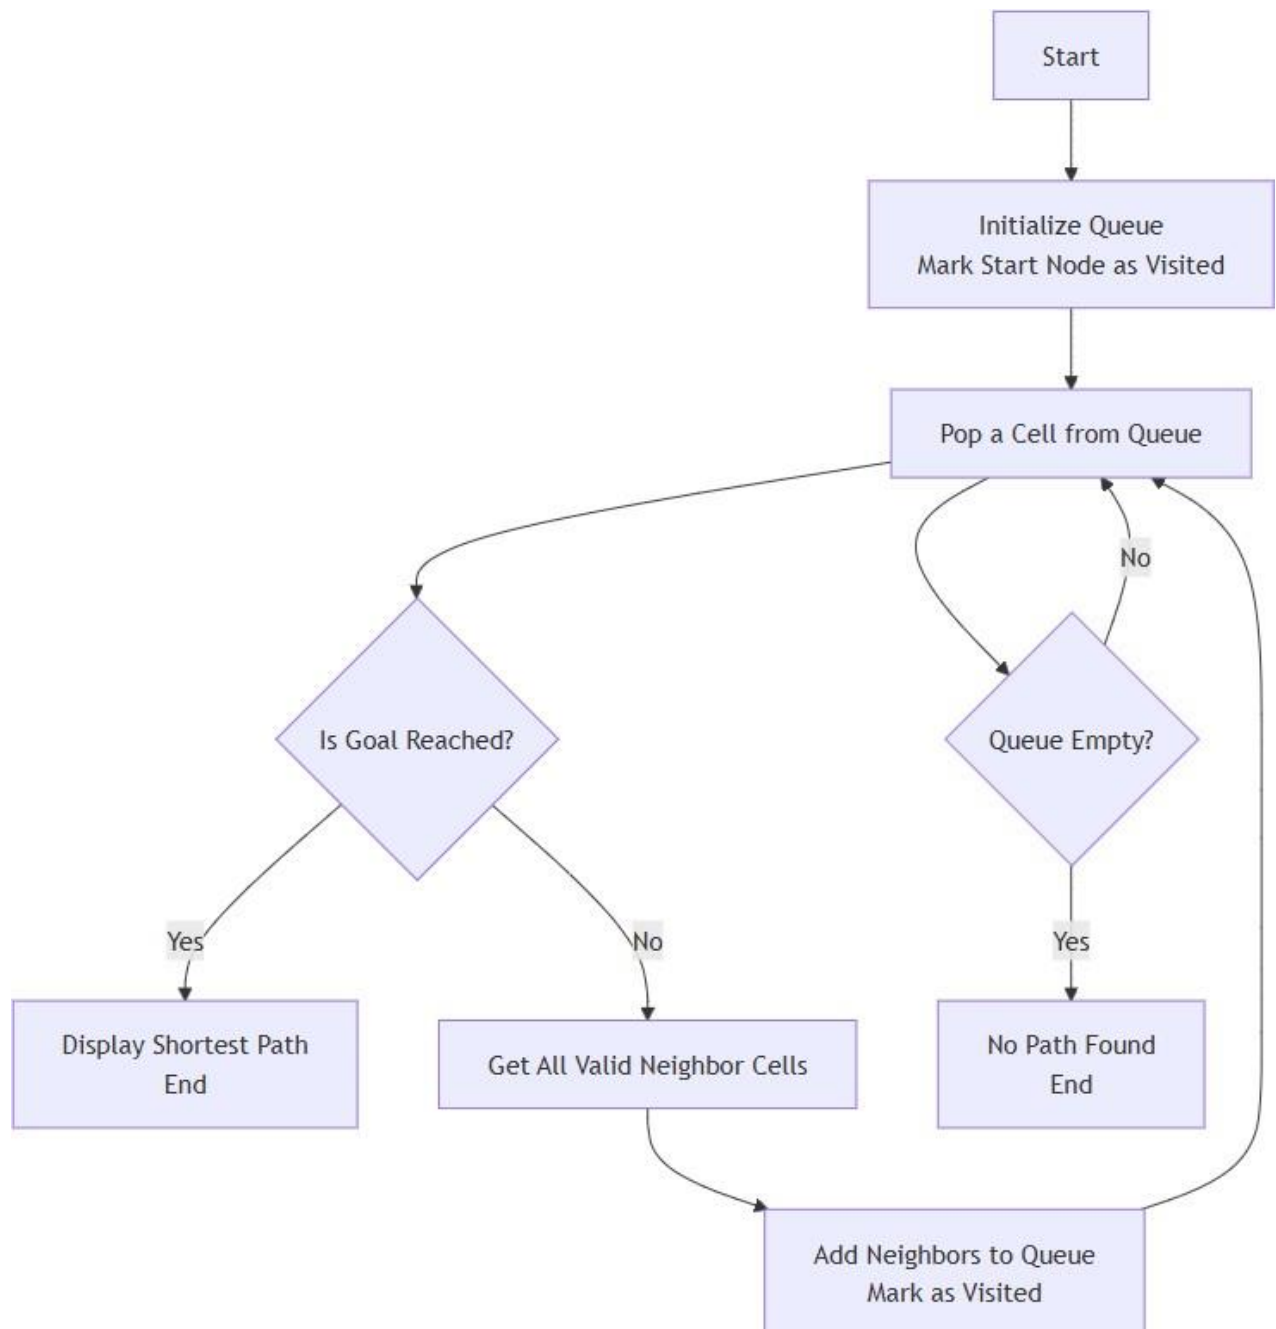 Start
Initialize Queue
Mark Start Node as Visited
Pop a Cell from Queue
No
Is Goal Reached?
Queue Empty?
Yes
No
Yes
Display Shortest Path
End
Get All Valid Neighbor Cells
No Path Found
End
Add Neighbors to Queue
Mark as Visited